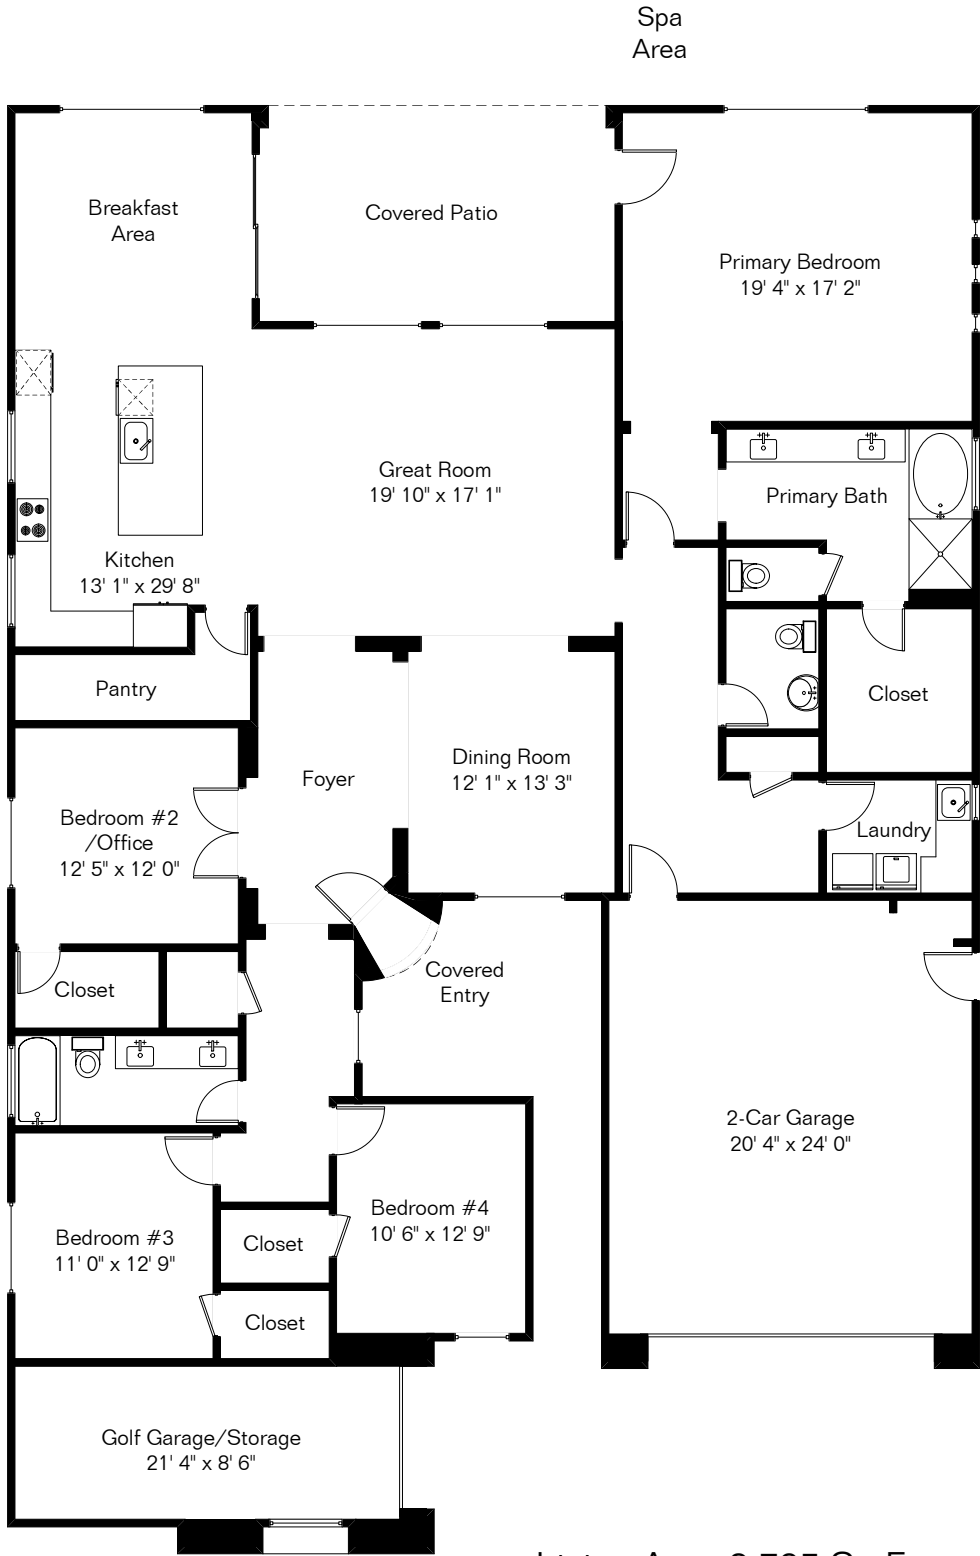 Spa
Area
Breakfast
Area
Covered Patio
Primary Bedroom
19' 4" x 17' 2"
Great Room
19' 10" x 17' 1"
Primary Bath
Kitchen
13' 1" x 29' 8"
Pantry
Closet
Foyer
Dining Room
12' 1" x 13' 3"
Bedroom #2
/Office
12' 5" x 12' 0"
Laundry
Closet
Covered
Entry
2-Car Garage
20' 4" x 24' 0"
Bedroom #4
10' 6" x 12' 9"
Bedroom #3
11' 0" x 12' 9"
Closet
Closet
Golf Garage/Storage
21' 4" x 8' 6"